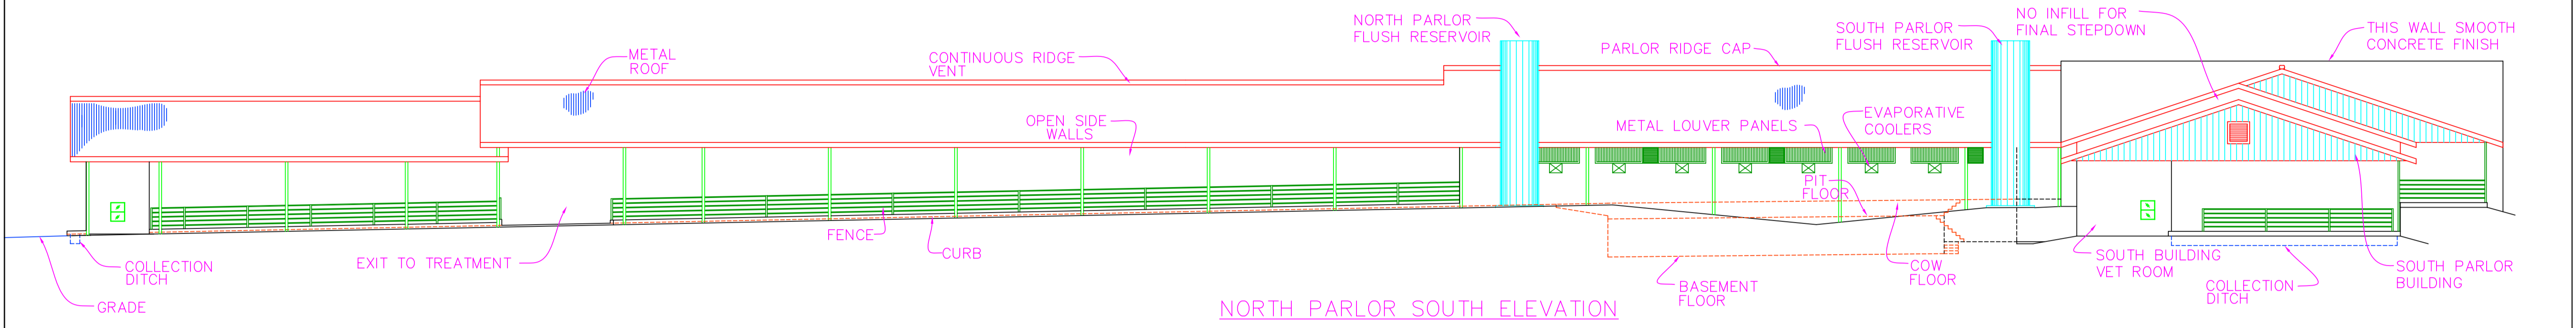 NORTH PARLOR
FLUSH RESERVOIR
SOUTH PARLOR
FLUSH RESERVOIR
NO INFILL FOR
FINAL STEPDOWN
THIS WALL SMOOTH
CONCRETE FINISH
METAL
ROOF
CONTINUOUS RIDGE
VENT
PARLOR RIDGE CAP
OPEN SIDE
WALLS
METAL LOUVER PANELS
EVAPORATIVE
COOLERS
PIT
FLOOR
FENCE
CURB
EXIT TO TREATMENT
COLLECTION
DITCH
GRADE
BASEMENT
FLOOR
COW
FLOOR
SOUTH BUILDING
VET ROOM
COLLECTION
DITCH
SOUTH PARLOR
BUILDING
NORTH PARLOR SOUTH ELEVATION